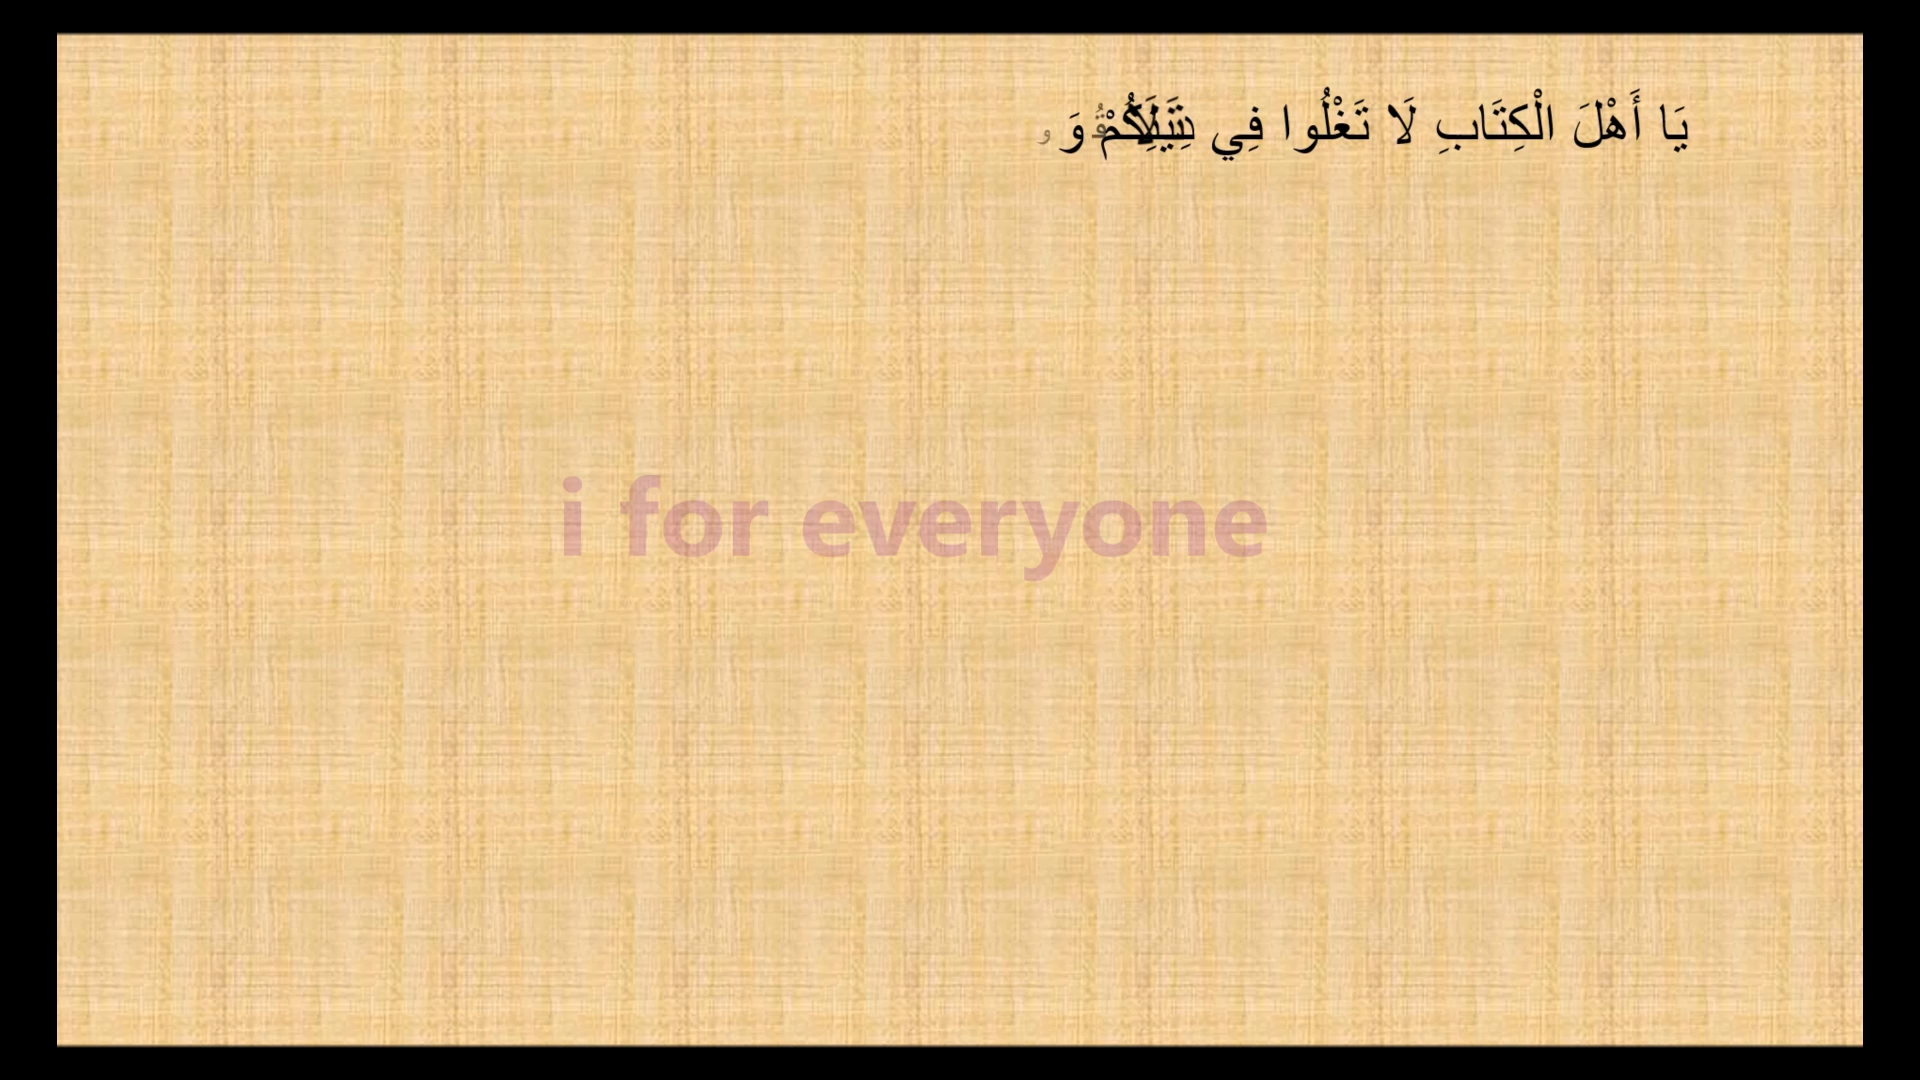 يَا أَهْلَ الْكِتَابِ لَا تَغْلُوا فِي
i for everyone